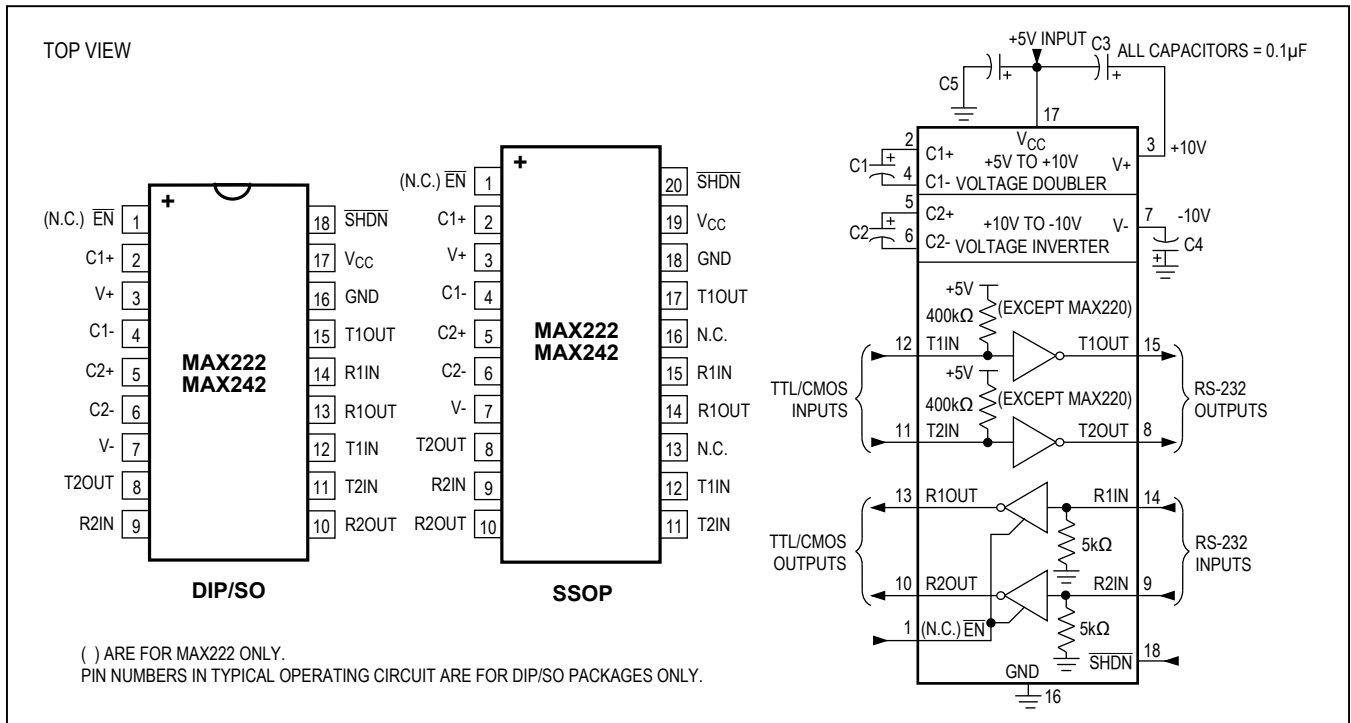 TOP VIEW
(N.C.) EN 1
C1+ 2
V+ 3
C1- 4
C2+ 5
C2- 6
V- 7
T2OUT 8
R2IN 9
18 SHDN
17 VCC
16 GND
15 T1OUT
14 R1IN
13 R1OUT
12 T1IN
11 T2IN
10 R2OUT
+
MAX222
MAX242
DIP/SO
(N.C.) EN 1
C1+ 2
V+ 3
C1- 4
C2+ 5
C2- 6
V- 7
T2OUT 8
R2IN 9
R2OUT 10
20 SHDN
19 VCC
18 GND
17 T1OUT
16 N.C.
15 R1IN
14 R1OUT
13 N.C.
12 T1IN
11 T2IN
+
MAX222
MAX242
SSOP
( ) ARE FOR MAX222 ONLY.
PIN NUMBERS IN TYPICAL OPERATING CIRCUIT ARE FOR DIP/SO PACKAGES ONLY.
+5V INPUT
C3
ALL CAPACITORS = 0.1µF
C5
+
+
17
VCC
2
C1+
+5V TO +10V
V+
3
+10V
C1
+
4
C1-
VOLTAGE DOUBLER
5
C2+
+10V TO -10V
V-
7
-10V
C2
+
6
C2-
VOLTAGE INVERTER
C4
+
+5V
400kΩ
(EXCEPT MAX220)
12
T1IN
T1OUT
15
TTL/CMOS
INPUTS
+5V
400kΩ
(EXCEPT MAX220)
RS-232
OUTPUTS
11
T2IN
T2OUT
8
13
R1OUT
R1IN
14
TTL/CMOS
OUTPUTS
5kΩ
RS-232
INPUTS
10
R2OUT
R2IN
9
1
(N.C.) EN
5kΩ
SHDN
18
GND
16